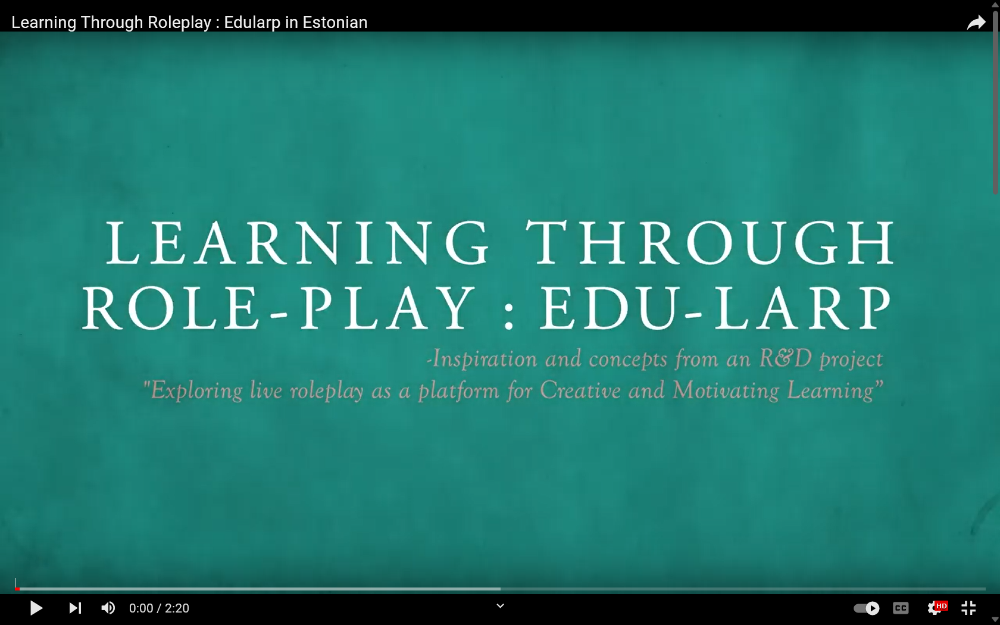 Learning Through Roleplay : Edularp in Estonian
LEARNING THROUGH
ROLE-PLAY : EDU-LARP
-Inspiration and concepts from an R&D project
"Exploring live roleplay as a platform for Creative and Motivating Learning”
0:00 / 2:20
CC
HD